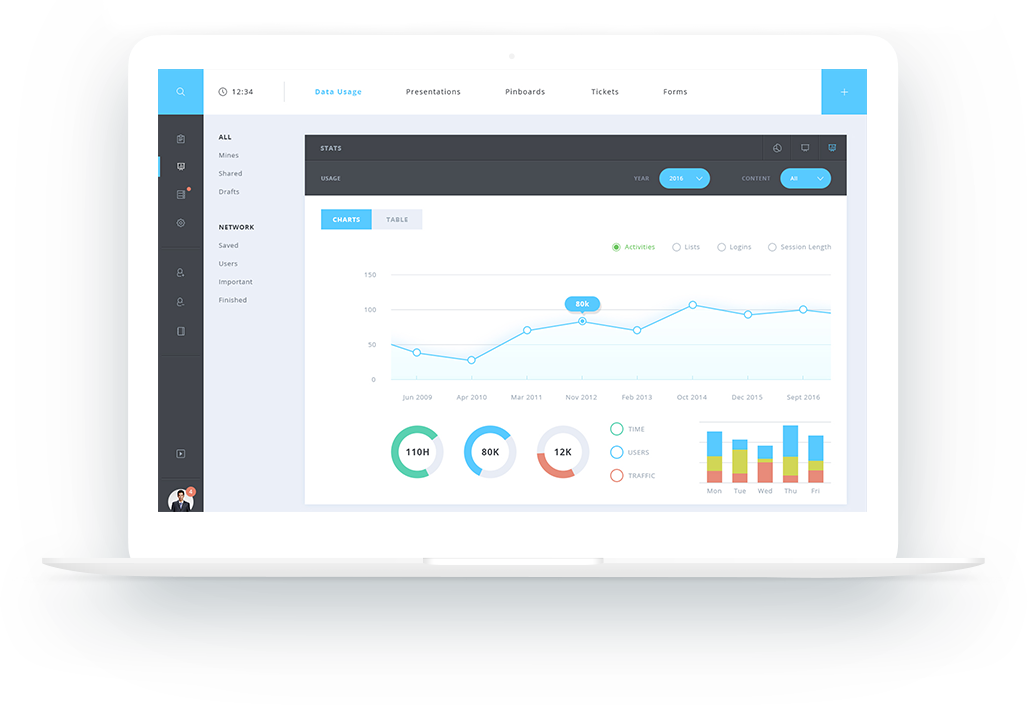 12:34
Data Usage
Presentations
Pinboards
Tickets
Forms
+
ALL
Mines
Shared
Drafts
NETWORK
Saved
Users
Important
Finished
STATS
USAGE
YEAR
2016
CONTENT
All
CHARTS
TABLE
Activities
Lists
Logins
Session Length
150
100
50
0
80k
Jun 2009
Apr 2010
Mar 2011
Nov 2012
Feb 2013
Oct 2014
Dec 2015
Sept 2016
110H
80K
12K
TIME
USERS
TRAFFIC
Mon
Tue
Wed
Thu
Fri